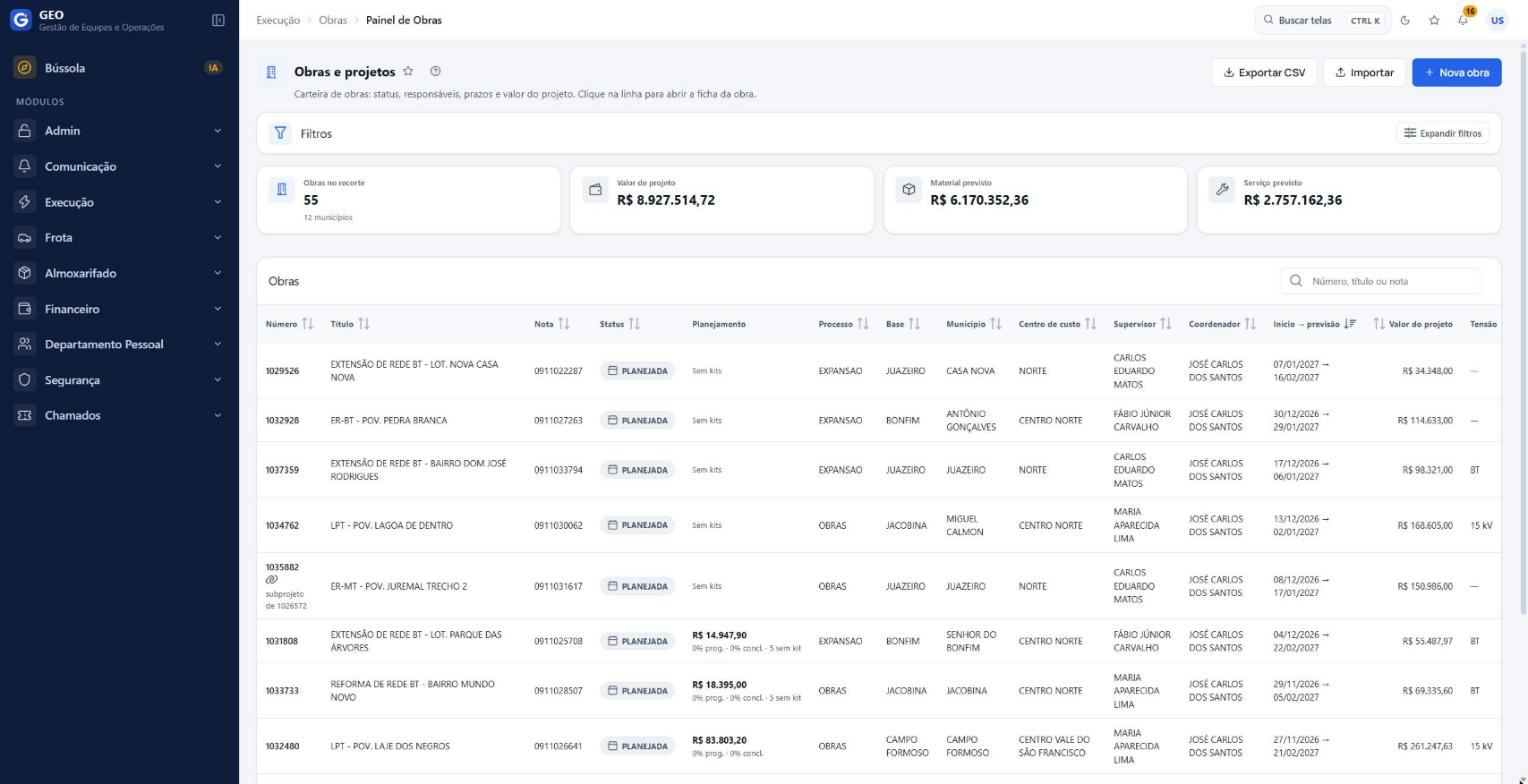 GEO
Gestão de Equipes e Operações
Bússola
IA
MÓDULOS
Admin
Comunicação
Execução
Frota
Almoxarifado
Financeiro
Departamento Pessoal
Segurança
Chamados
Execução > Obras > Painel de Obras
Buscar telas CTRL K
16
US
Obras e projetos
Carteira de obras: status, responsáveis, prazos e valor do projeto. Clique na linha para abrir a ficha da obra.
Exportar CSV
Importar
+ Nova obra
Filtros
Expandir filtros
Obras no recorte
55
12 municípios
Valor de projeto
R$ 8.927.514,72
Material previsto
R$ 6.170.352,36
Serviço previsto
R$ 2.757.162,36
Obras
Número, título ou nota
Número Título Nota Status Planejamento Processo Base Município Centro de custo Supervisor Coordenador Início → previsão Valor do projeto Tensão
1029526 EXTENSÃO DE REDE BT - LOT. NOVA CASA NOVA 0911022287 PLANEJADA Sem kits EXPANSAO JUAZEIRO CASA NOVA NORTE CARLOS EDUARDO MATOS JOSÉ CARLOS DOS SANTOS 07/01/2027 → 16/02/2027 R$ 34.348,00 —
1032928 ER-BT - POV. PEDRA BRANCA 0911027263 PLANEJADA Sem kits EXPANSAO BONFIM ANTÔNIO GONÇALVES CENTRO NORTE FÁBIO JÚNIOR CARVALHO JOSÉ CARLOS DOS SANTOS 30/12/2026 → 29/01/2027 R$ 114.633,00 —
1037359 EXTENSÃO DE REDE BT - BAIRRO DOM JOSÉ RODRIGUES 0911033794 PLANEJADA Sem kits EXPANSAO JUAZEIRO JUAZEIRO NORTE CARLOS EDUARDO MATOS JOSÉ CARLOS DOS SANTOS 17/12/2026 → 06/01/2027 R$ 98.321,00 BT
1034762 LPT - POV. LAGOA DE DENTRO 0911030062 PLANEJADA Sem kits OBRAS JACOBINA MIGUEL CALMON CENTRO NORTE MARIA APARECIDA LIMA JOSÉ CARLOS DOS SANTOS 13/12/2026 → 02/01/2027 R$ 168.605,00 15 kV
1035882 subprojeto de 1026572 ER-MT - POV. JUREMAL TRECHO 2 0911031617 PLANEJADA Sem kits OBRAS JUAZEIRO JUAZEIRO NORTE CARLOS EDUARDO MATOS JOSÉ CARLOS DOS SANTOS 08/12/2026 → 17/01/2027 R$ 150.986,00 —
1031808 EXTENSÃO DE REDE BT - LOT. PARQUE DAS ÁRVORES 0911025708 PLANEJADA R$ 14.947,90 0% prog. · 0% concl. · 5 sem kit EXPANSAO BONFIM SENHOR DO BONFIM CENTRO NORTE FÁBIO JÚNIOR CARVALHO JOSÉ CARLOS DOS SANTOS 04/12/2026 → 22/02/2027 R$ 55.487,97 BT
1033733 REFORMA DE REDE BT - BAIRRO MUNDO NOVO 0911028507 PLANEJADA R$ 18.395,00 0% prog. · 0% concl. · 5 sem kit OBRAS JACOBINA JACOBINA CENTRO NORTE MARIA APARECIDA LIMA JOSÉ CARLOS DOS SANTOS 29/11/2026 → 05/02/2027 R$ 69.335,60 BT
1032480 LPT - POV. LAJE DOS NEGROS 0911026641 PLANEJADA R$ 83.803,20 0% prog. · 0% concl. OBRAS CAMPO FORMOSO CAMPO FORMOSO CENTRO VALE DO SÃO FRANCISCO MARIA APARECIDA LIMA JOSÉ CARLOS DOS SANTOS 27/11/2026 → 21/02/2027 R$ 261.247,63 15 kV